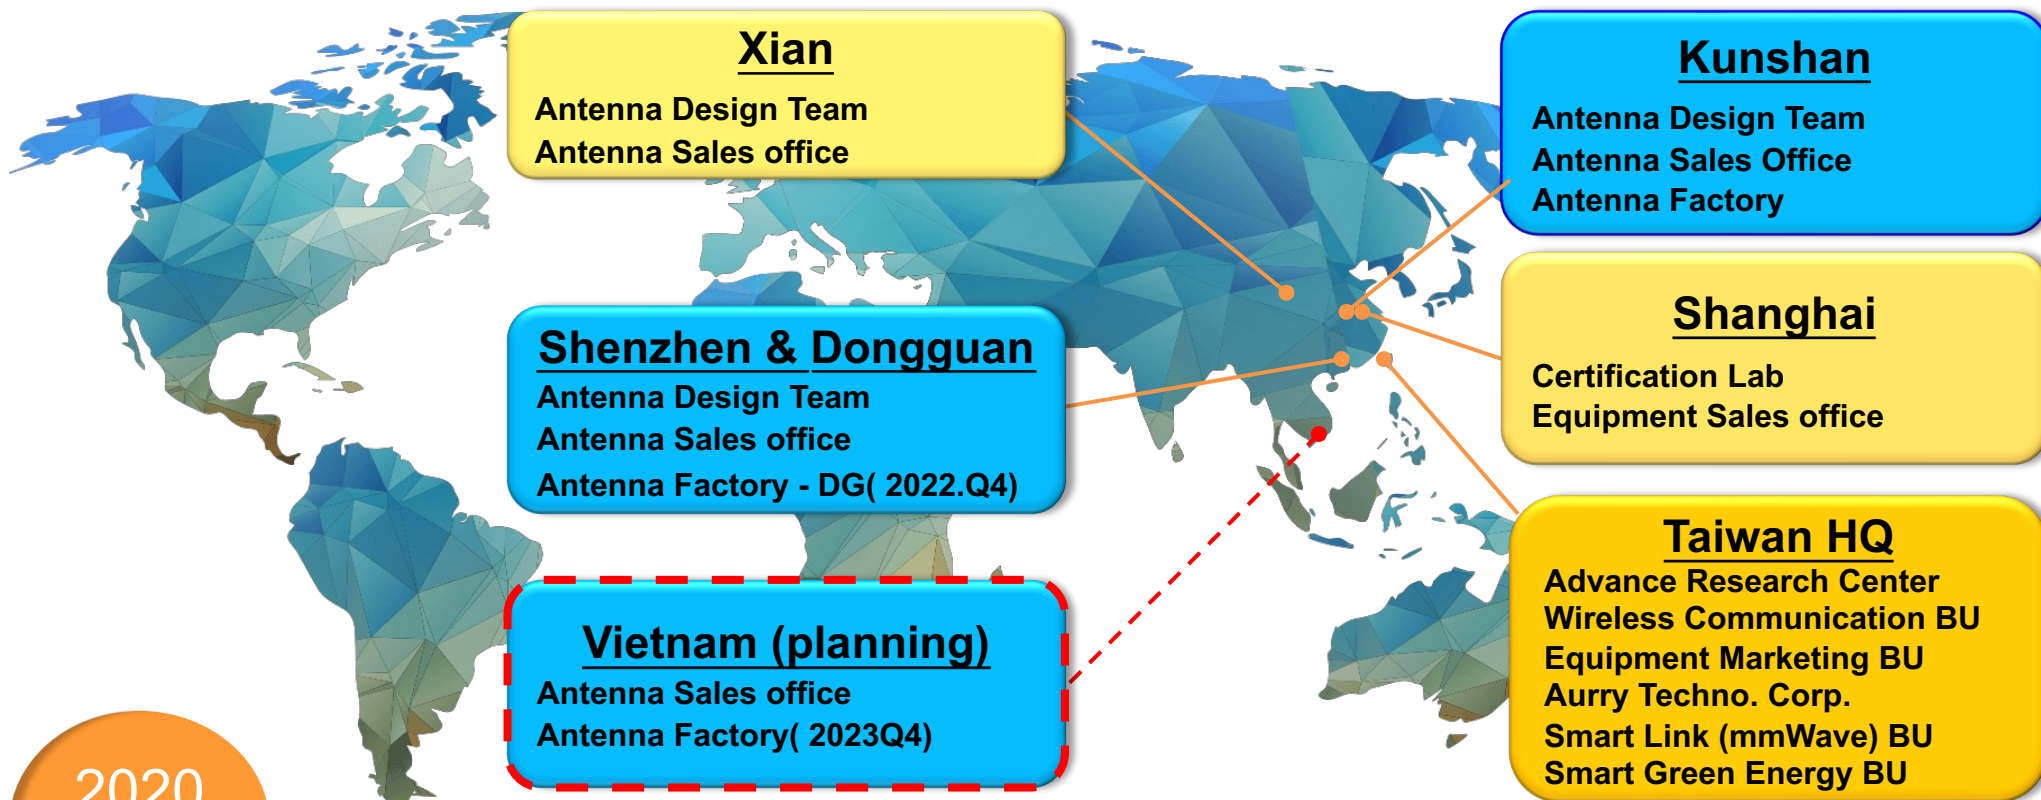 Xian
Antenna Design Team
Antenna Sales office
Kunshan
Antenna Design Team
Antenna Sales Office
Antenna Factory
Shenzhen & Dongguan
Antenna Design Team
Antenna Sales office
Antenna Factory - DG( 2022.Q4)
Shanghai
Certification Lab
Equipment Sales office
Vietnam (planning)
Antenna Sales office
Antenna Factory( 2023Q4)
Taiwan HQ
Advance Research Center
Wireless Communication BU
Equipment Marketing BU
Aurry Techno. Corp.
Smart Link (mmWave) BU
Smart Green Energy BU
2020